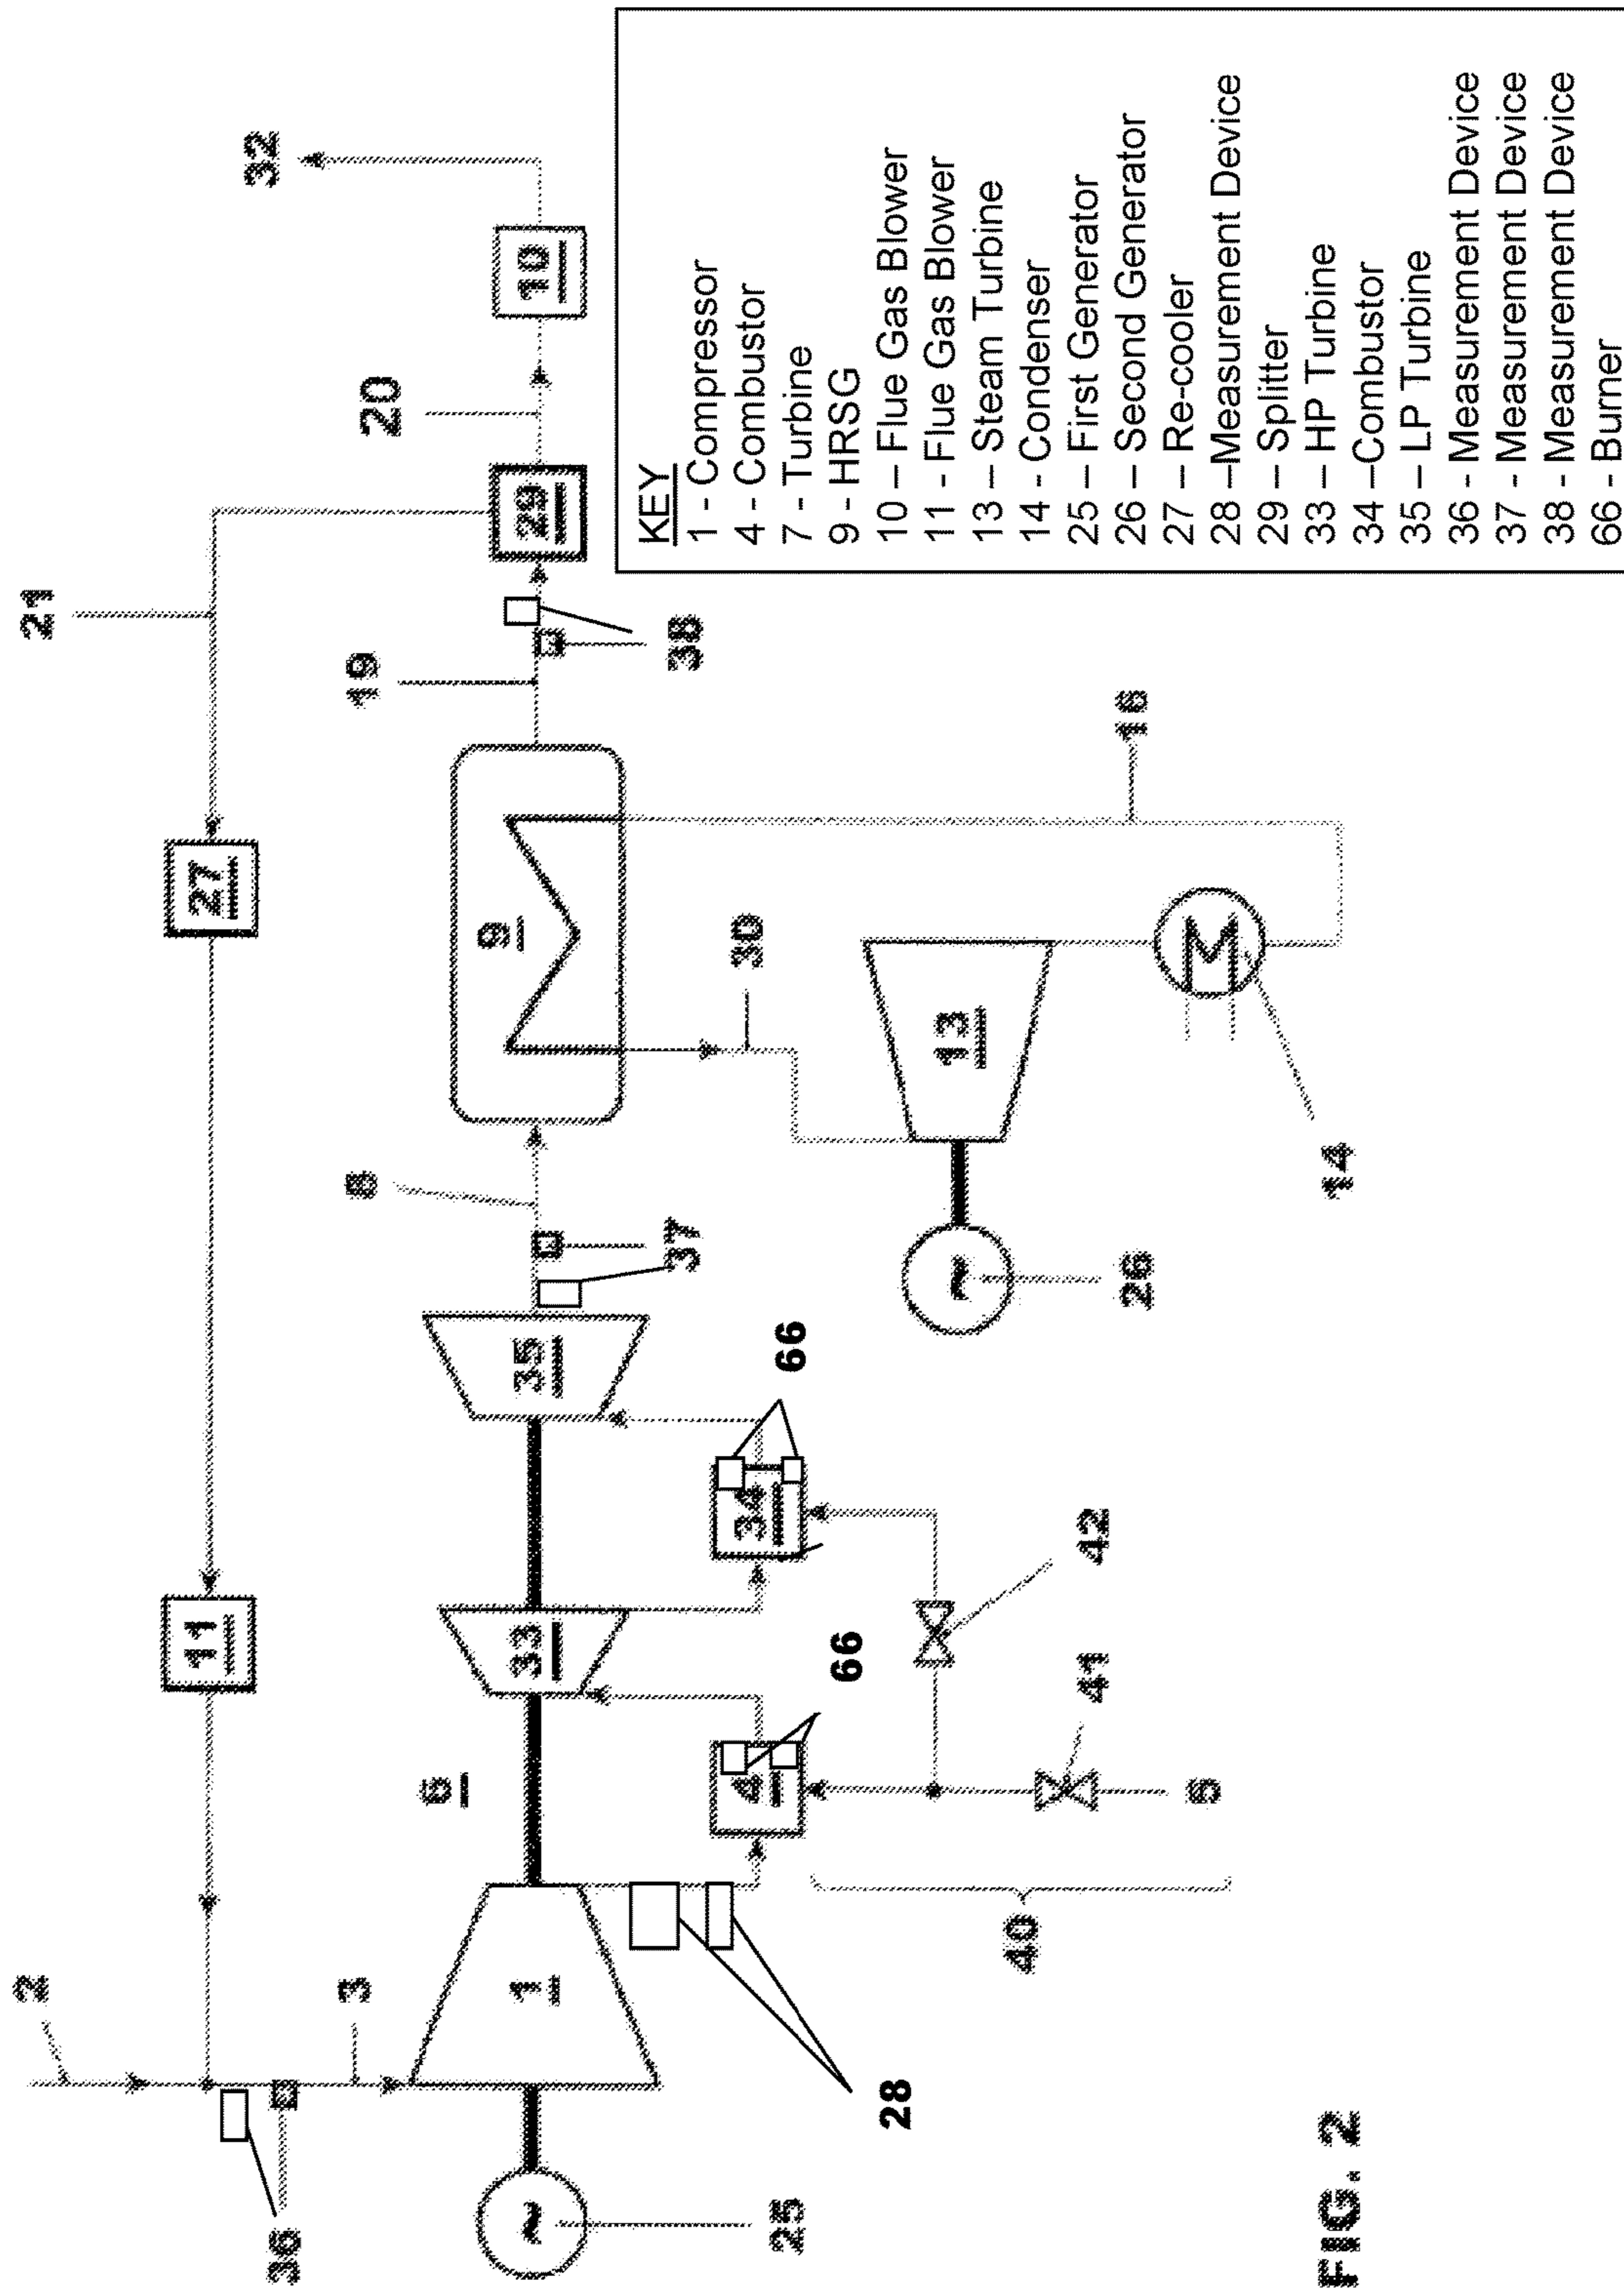 32
10
20
29
21
38
19
27
9
30
16
13
14
8
37
26
35
66
34
42
11
33
66
41
6
4
5
40
2
3
1
28
36
25
KEY
1 - Compressor
4 - Combustor
7 - Turbine
9 - HRSG
10 – Flue Gas Blower
11 - Flue Gas Blower
13 – Steam Turbine
14 - Condenser
25 – First Generator
26 – Second Generator
27 – Re-cooler
28 –Measurement Device
29 – Splitter
33 – HP Turbine
34 –Combustor
35 – LP Turbine
36 - Measurement Device
37 - Measurement Device
38 - Measurement Device
66 - Burner
FIG. 2